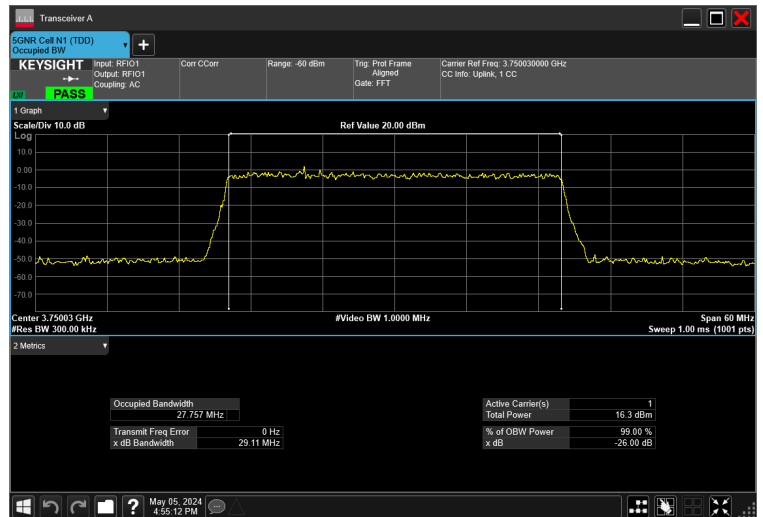 Transceiver A
5GNR Cell N1 (TDD)
Occupied BW
+
KEYSIGHT
Input: RFIO1
Output: RFIO1
Coupling: AC
Corr CCorr
Range: -60 dBm
Trig: Prot Frame
Aligned
Gate: FFT
Carrier Ref Freq: 3.750030000 GHz
CC Info: Uplink, 1 CC
LXI
PASS
1 Graph
Scale/Div 10.0 dB
Ref Value 20.00 dBm
Log
10.0
0.00
-10.0
-20.0
-30.0
-40.0
-50.0
-60.0
-70.0
Center 3.75003 GHz
#Video BW 1.0000 MHz
Span 60 MHz
#Res BW 300.00 kHz
Sweep 1.00 ms (1001 pts)
2 Metrics
Occupied Bandwidth
27.757 MHz
Transmit Freq Error 0 Hz
x dB Bandwidth 29.11 MHz
Active Carrier(s) 1
Total Power 16.3 dBm
% of OBW Power 99.00 %
x dB -26.00 dB
?
May 05, 2024
4:55:12 PM